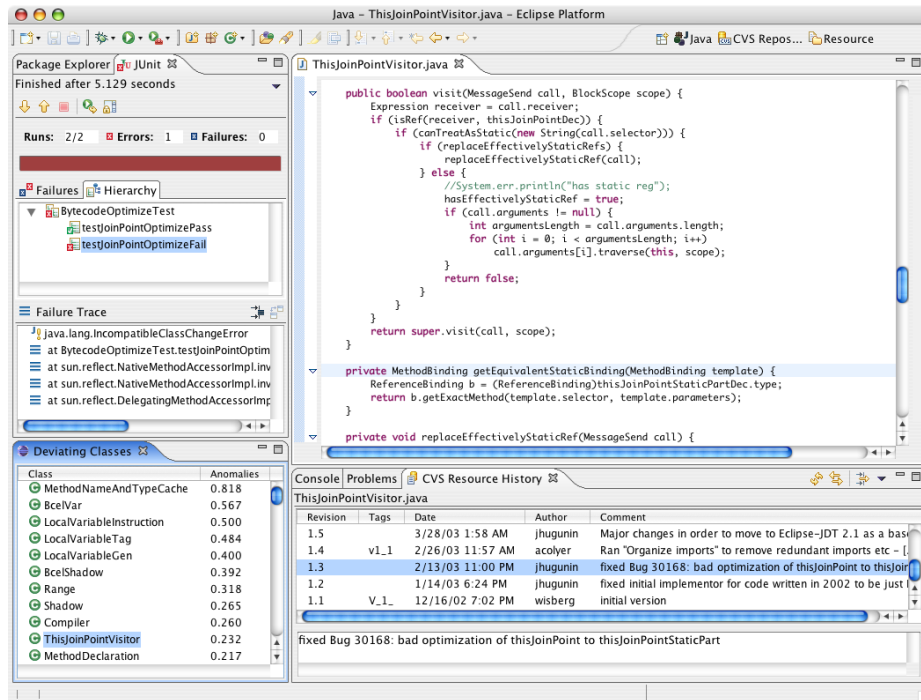 Java – ThisJoinPointVisitor.java – Eclipse Platform
Java CVS Repos... Resource
Package Explorer JUnit
Finished after 5.129 seconds
Runs: 2/2 Errors: 1 Failures: 0
Failures Hierarchy
BytecodeOptimizeTest
testJoinPointOptimizePass
testJoinPointOptimizeFail
Failure Trace
java.lang.IncompatibleClassChangeError
at BytecodeOptimizeTest.testJoinPointOptim
at sun.reflect.NativeMethodAccessorImpl.inv
at sun.reflect.NativeMethodAccessorImpl.inv
at sun.reflect.DelegatingMethodAccessorImp
Deviating Classes
Class Anomalies
MethodNameAndTypeCache 0.818
BcelVar 0.567
LocalVariableInstruction 0.500
LocalVariableTag 0.484
LocalVariableGen 0.400
BcelShadow 0.392
Range 0.318
Shadow 0.265
Compiler 0.260
ThisJoinPointVisitor 0.232
MethodDeclaration 0.217
ThisJoinPointVisitor.java
public boolean visit(MessageSend call, BlockScope scope) {
Expression receiver = call.receiver;
if (isRef(receiver, thisJoinPointDec)) {
if (canTreatAsStatic(new String(call.selector))) {
if (replaceEffectivelyStaticRefs) {
replaceEffectivelyStaticRef(call);
} else {
//System.err.println("has static reg");
hasEffectivelyStaticRef = true;
if (call.arguments != null) {
int argumentsLength = call.arguments.length;
for (int i = 0; i < argumentsLength; i++)
call.arguments[i].traverse(this, scope);
}
return false;
}
}
}
return super.visit(call, scope);
}
private MethodBinding getEquivalentStaticBinding(MethodBinding template) {
ReferenceBinding b = (ReferenceBinding)thisJoinPointStaticPartDec.type;
return b.getExactMethod(template.selector, template.parameters);
}
private void replaceEffectivelyStaticRef(MessageSend call) {
Console Problems CVS Resource History
ThisJoinPointVisitor.java
Revision Tags Date Author Comment
1.5 3/28/03 1:58 AM jhugunin Major changes in order to move to Eclipse-JDT 2.1 as a base
1.4 v1_1 2/26/03 11:57 AM acolyer Ran "Organize imports" to remove redundant imports etc – [.
1.3 2/13/03 11:00 PM jhugunin fixed Bug 30168: bad optimization of thisJoinPoint to thisJoin
1.2 1/14/03 6:24 PM jhugunin fixed initial implementor for code written in 2002 to be just
1.1 V_1_ 12/16/02 7:02 PM wisberg initial version
fixed Bug 30168: bad optimization of thisJoinPoint to thisJoinPointStaticPart